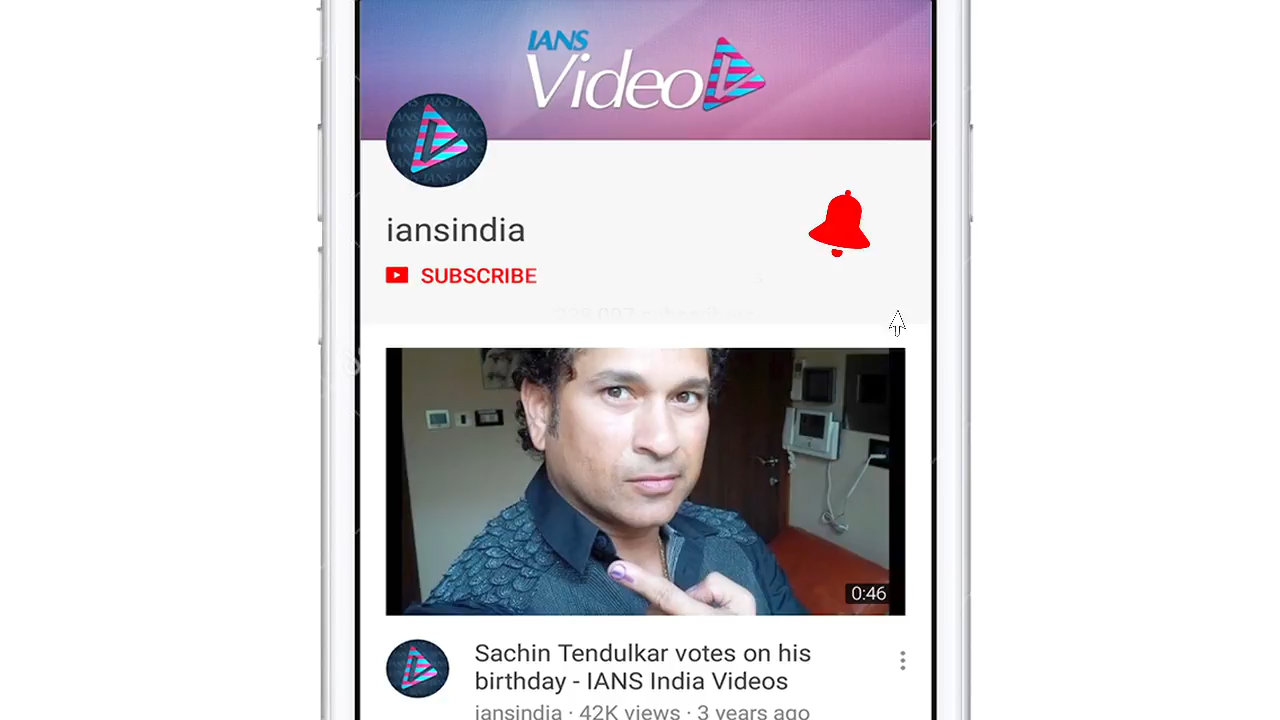 IANS
Video
iansindia
SUBSCRIBE
0:46
Sachin Tendulkar votes on his
birthday - IANS India Videos
iansindia · 42K views · 3 years ago